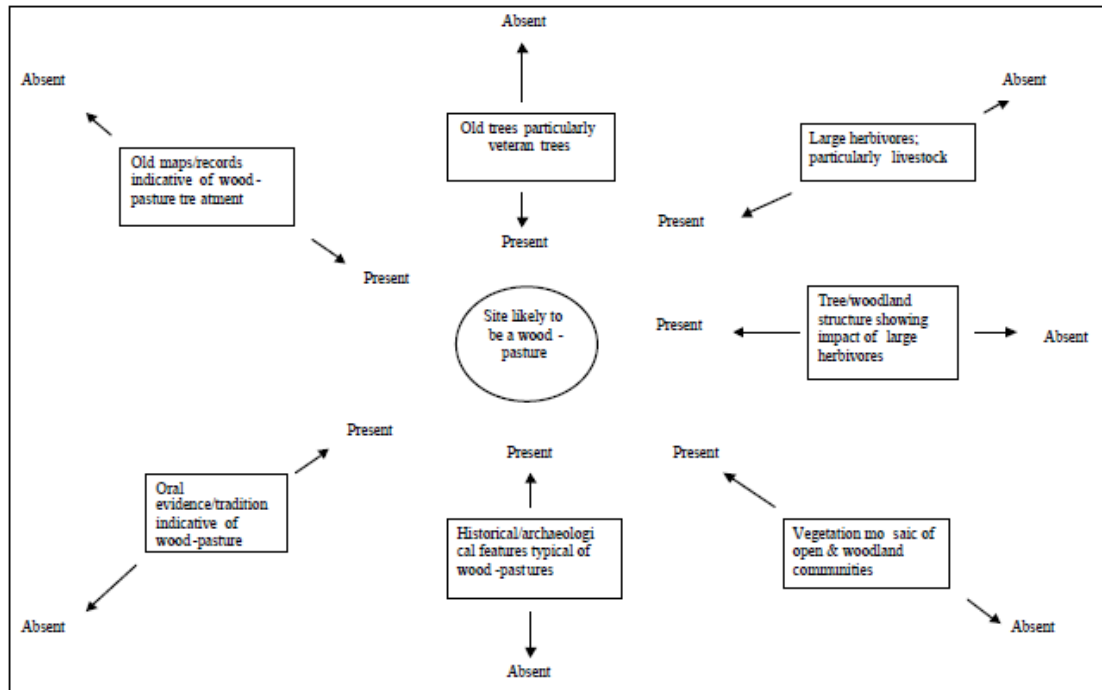 Absent
Absent
Absent
Old trees particularly
veteran trees
Large herbivores;
particularly livestock
Old maps/records
indicative of wood-
pasture tre atment
Present
Present
Present
Site likely to
be a wood -
pasture
Present
Tree/woodland
structure showing
impact of large
herbivores
Absent
Present
Present
Present
Oral
evidence/tradition
indicative of
wood-pasture
Historical/archaeologi
cal features typical of
wood -pastures
Vegetation mo saic of
open & woodland
communities
Absent
Absent
Absent